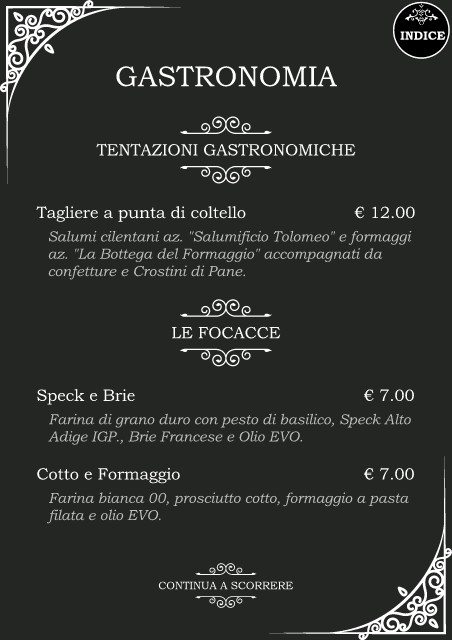 INDICE
GASTRONOMIA
TENTAZIONI GASTRONOMICHE
Tagliere a punta di coltello € 12.00
Salumi cilentani az. "Salumificio Tolomeo" e formaggi
az. "La Bottega del Formaggio" accompagnati da
confetture e Crostini di Pane.
LE FOCACCE
Speck e Brie € 7.00
Farina di grano duro con pesto di basilico, Speck Alto
Adige IGP., Brie Francese e Olio EVO.
Cotto e Formaggio € 7.00
Farina bianca 00, prosciutto cotto, formaggio a pasta
filata e olio EVO.
CONTINUA A SCORRERE